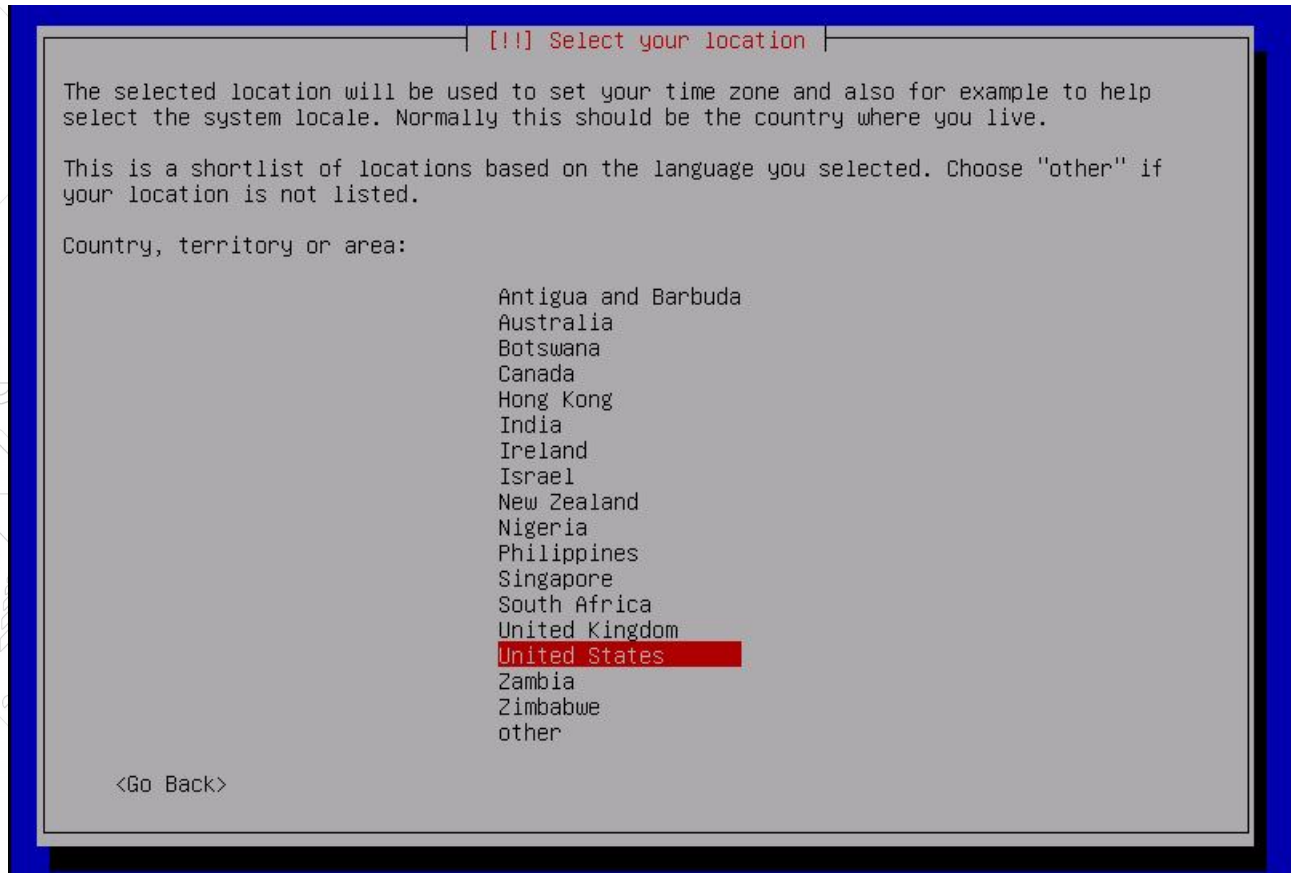 [!!] Select your location
The selected location will be used to set your time zone and also for example to help
select the system locale. Normally this should be the country where you live.
This is a shortlist of locations based on the language you selected. Choose "other" if
your location is not listed.
Country, territory or area:
Antigua and Barbuda
Australia
Botswana
Canada
Hong Kong
India
Ireland
Israel
New Zealand
Nigeria
Philippines
Singapore
South Africa
United Kingdom
United States
Zambia
Zimbabwe
other
<Go Back>